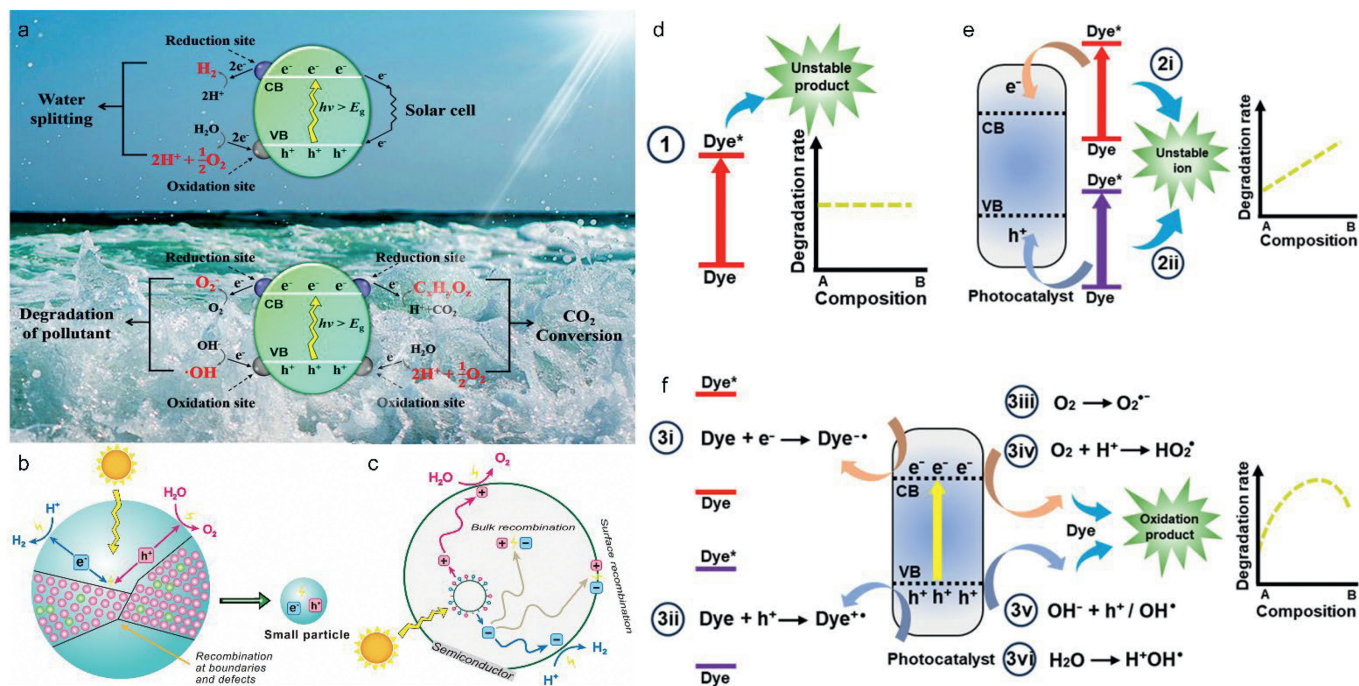 a
Reduction site
H₂
2e⁻
2H⁺
e⁻ e⁻ e⁻
CB
hν > E_g
VB
h⁺ h⁺ h⁺
e⁻
e⁻
Solar cell
Water
splitting
H₂O
2e⁻
2H⁺ + ½O₂
Oxidation site
Reduction site
Reduction site
O₂⁻
e⁻
O₂
e⁻ e⁻ e⁻
CB
hν > E_g
VB
h⁺ h⁺ h⁺
e⁻
CₓHᵧO_z
H⁺+CO₂
Degradation
of pollutant
CO₂
Conversion
OH
e⁻
·OH
e
H₂O
2H⁺ + ½O₂
Oxidation site
Oxidation site
b
H⁺
H₂
e⁻
h⁺
H₂O
O₂
Recombination
at boundaries
and defects
e⁻ h⁺
Small particle
c
H₂O
O₂
+
+
Bulk recombination
+ −
Surface recombination
+
−
−
−
H₂
H⁺
Semiconductor
d
Unstable
product
1
Dye*
Dye
Degradation rate
A B
Composition
e
Dye*
e⁻
CB
Dye
Dye*
VB
h⁺
Dye
Photocatalyst
2i
Unstable
ion
2ii
Degradation rate
A B
Composition
f
Dye*
3i Dye + e⁻ → Dye⁻•
Dye
Dye*
3ii Dye + h⁺ → Dye⁺•
Dye
e⁻ e⁻ e⁻
CB
VB
h⁺ h⁺ h⁺
Photocatalyst
3iii O₂ → O₂•⁻
3iv O₂ + H⁺ → HO₂•
Dye
Oxidation
product
3v OH⁻ + h⁺ / OH•
3vi H₂O → H⁺OH•
Degradation rate
A B
Composition